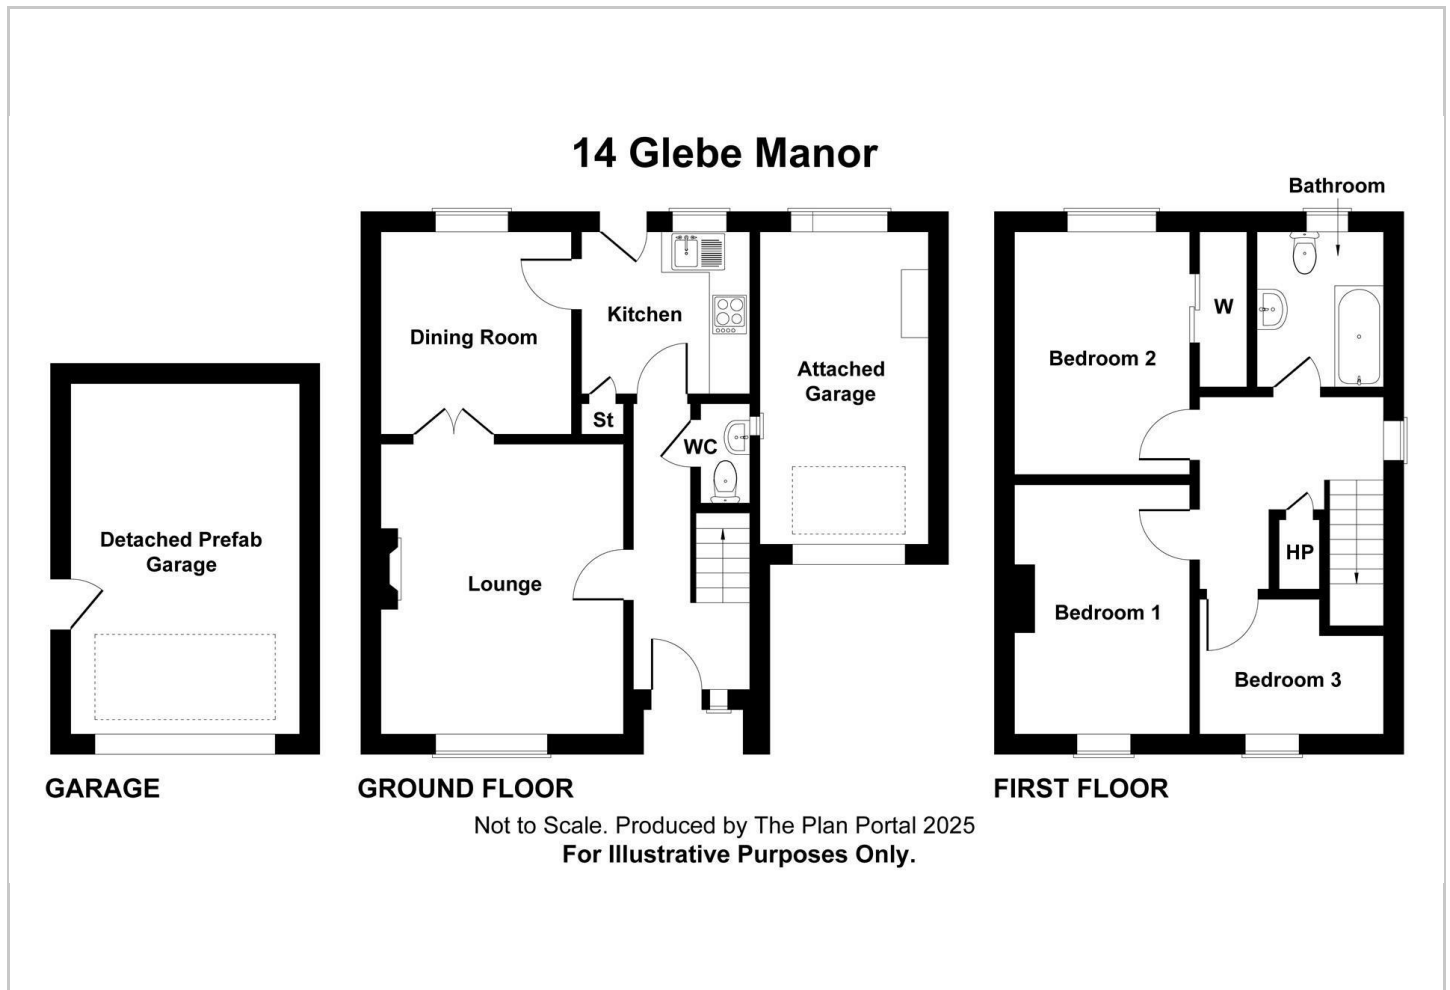 14 Glebe Manor
Bathroom
Dining Room
Kitchen
St
WC
Lounge
Attached
Garage
Detached Prefab
Garage
Bedroom 2
W
HP
Bedroom 1
Bedroom 3
GARAGE
GROUND FLOOR
FIRST FLOOR
Not to Scale. Produced by The Plan Portal 2025
For Illustrative Purposes Only.